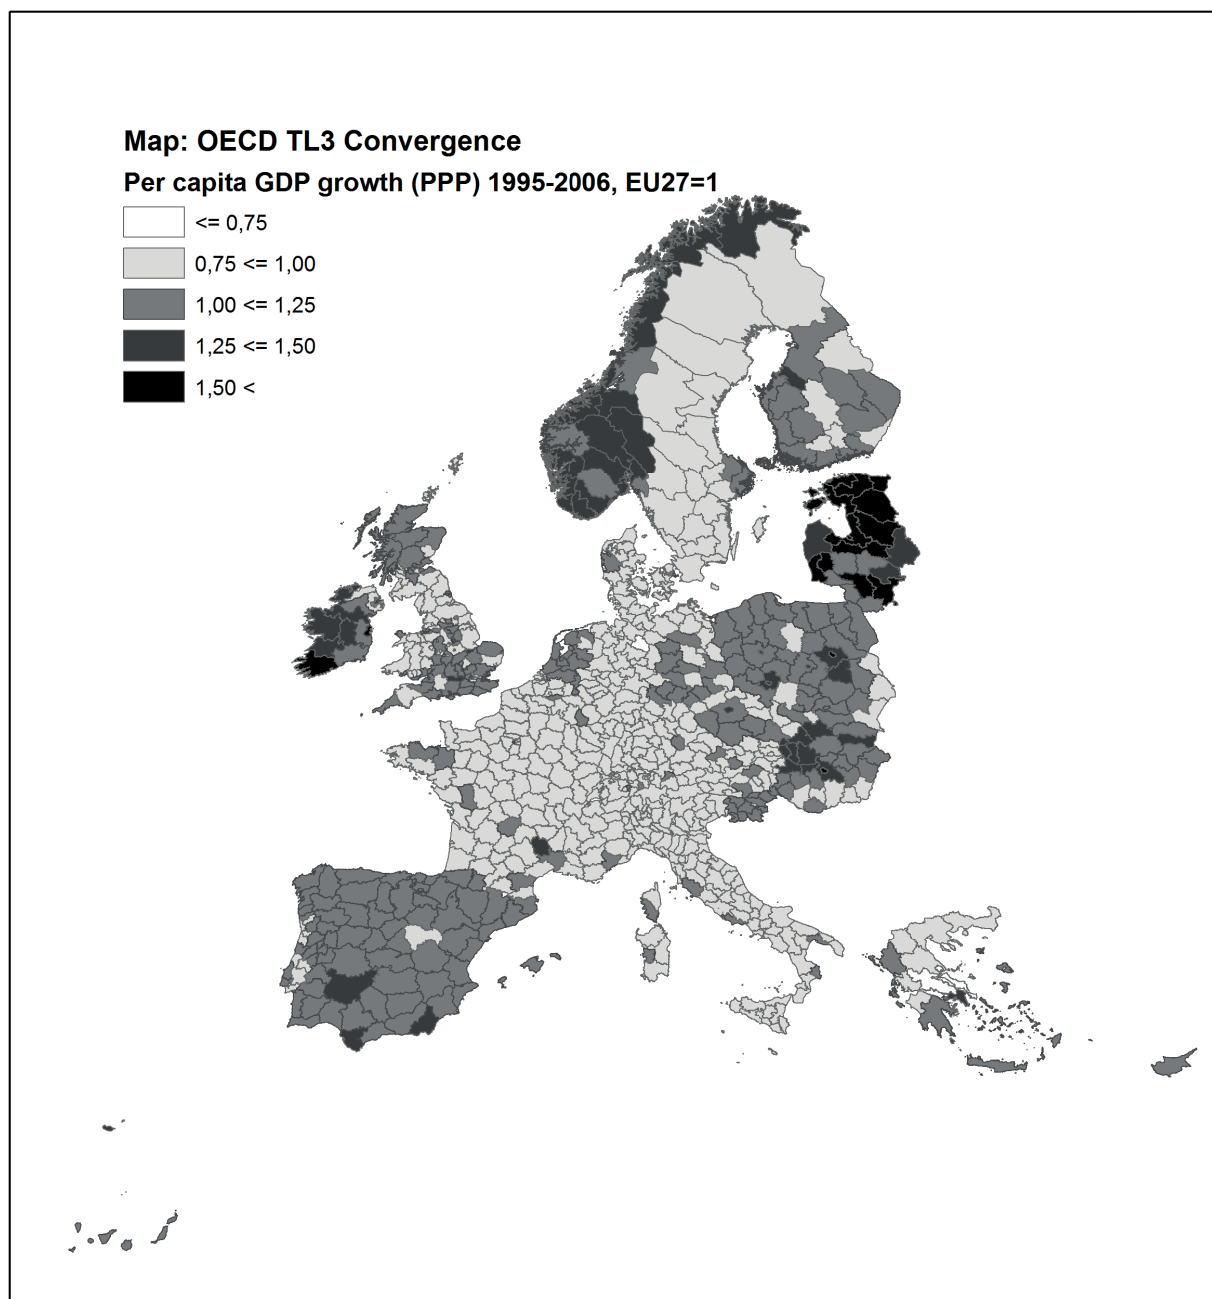 Map: OECD TL3 Convergence
Per capita GDP growth (PPP) 1995-2006, EU27=1
<= 0,75
0,75 <= 1,00
1,00 <= 1,25
1,25 <= 1,50
1,50 <